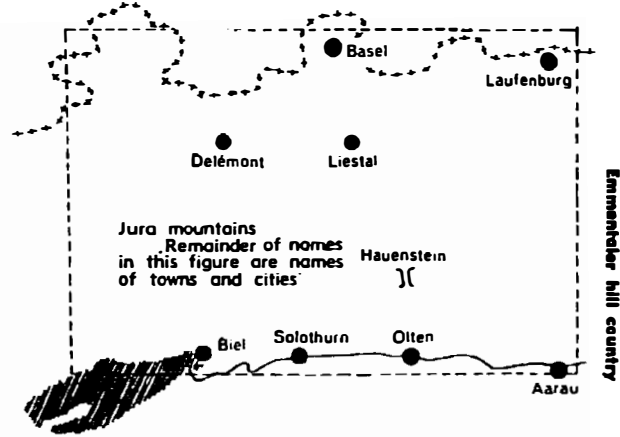 Basel
Laufenburg
Delémont
Liestal
Jura mountains
Remainder of names
in this figure are names
of towns and cities
Hauenstein
Biel
Solothurn
Olten
Aarau
Emmentaler hill country